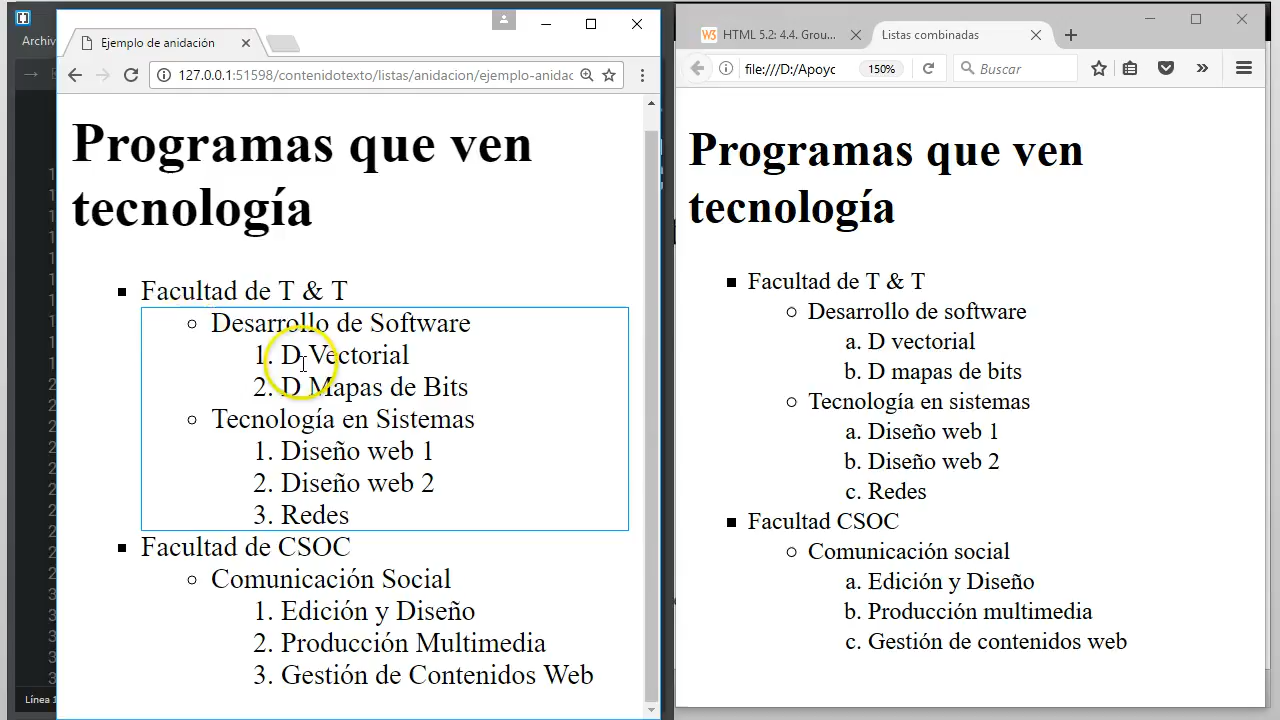 Archiv
Línea 1
Ejemplo de anidación
127.0.0.1:51598/contenidotexto/listas/anidacion/ejemplo-anidac
Programas que ven
tecnología
Facultad de T & T
Desarrollo de Software
1. D Vectorial
2. D Mapas de Bits
Tecnología en Sistemas
1. Diseño web 1
2. Diseño web 2
3. Redes
Facultad de CSOC
Comunicación Social
1. Edición y Diseño
2. Producción Multimedia
3. Gestión de Contenidos Web
W3 HTML 5.2: 4.4. Grou...
Listas combinadas
file:///D:/Apoyc
150%
Buscar
Programas que ven
tecnología
Facultad de T & T
Desarrollo de software
a. D vectorial
b. D mapas de bits
Tecnología en sistemas
a. Diseño web 1
b. Diseño web 2
c. Redes
Facultad CSOC
Comunicación social
a. Edición y Diseño
b. Producción multimedia
c. Gestión de contenidos web